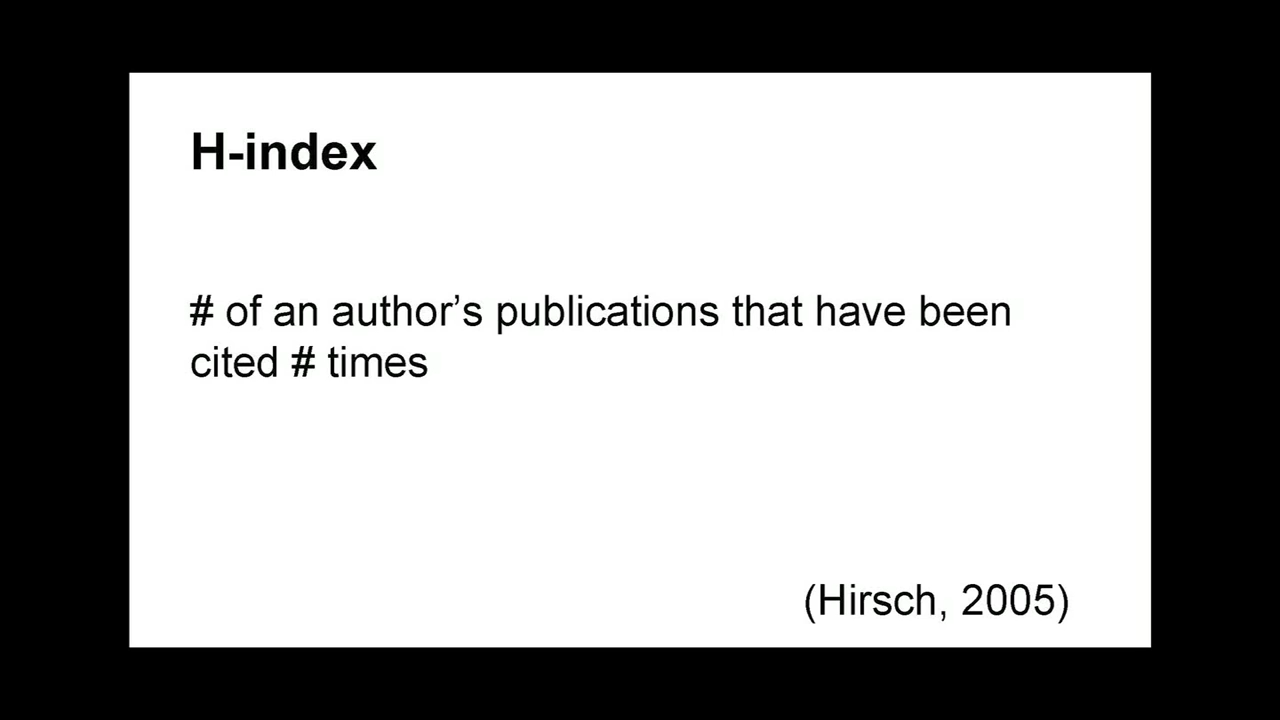 H-index
# of an author’s publications that have been
cited # times
(Hirsch, 2005)